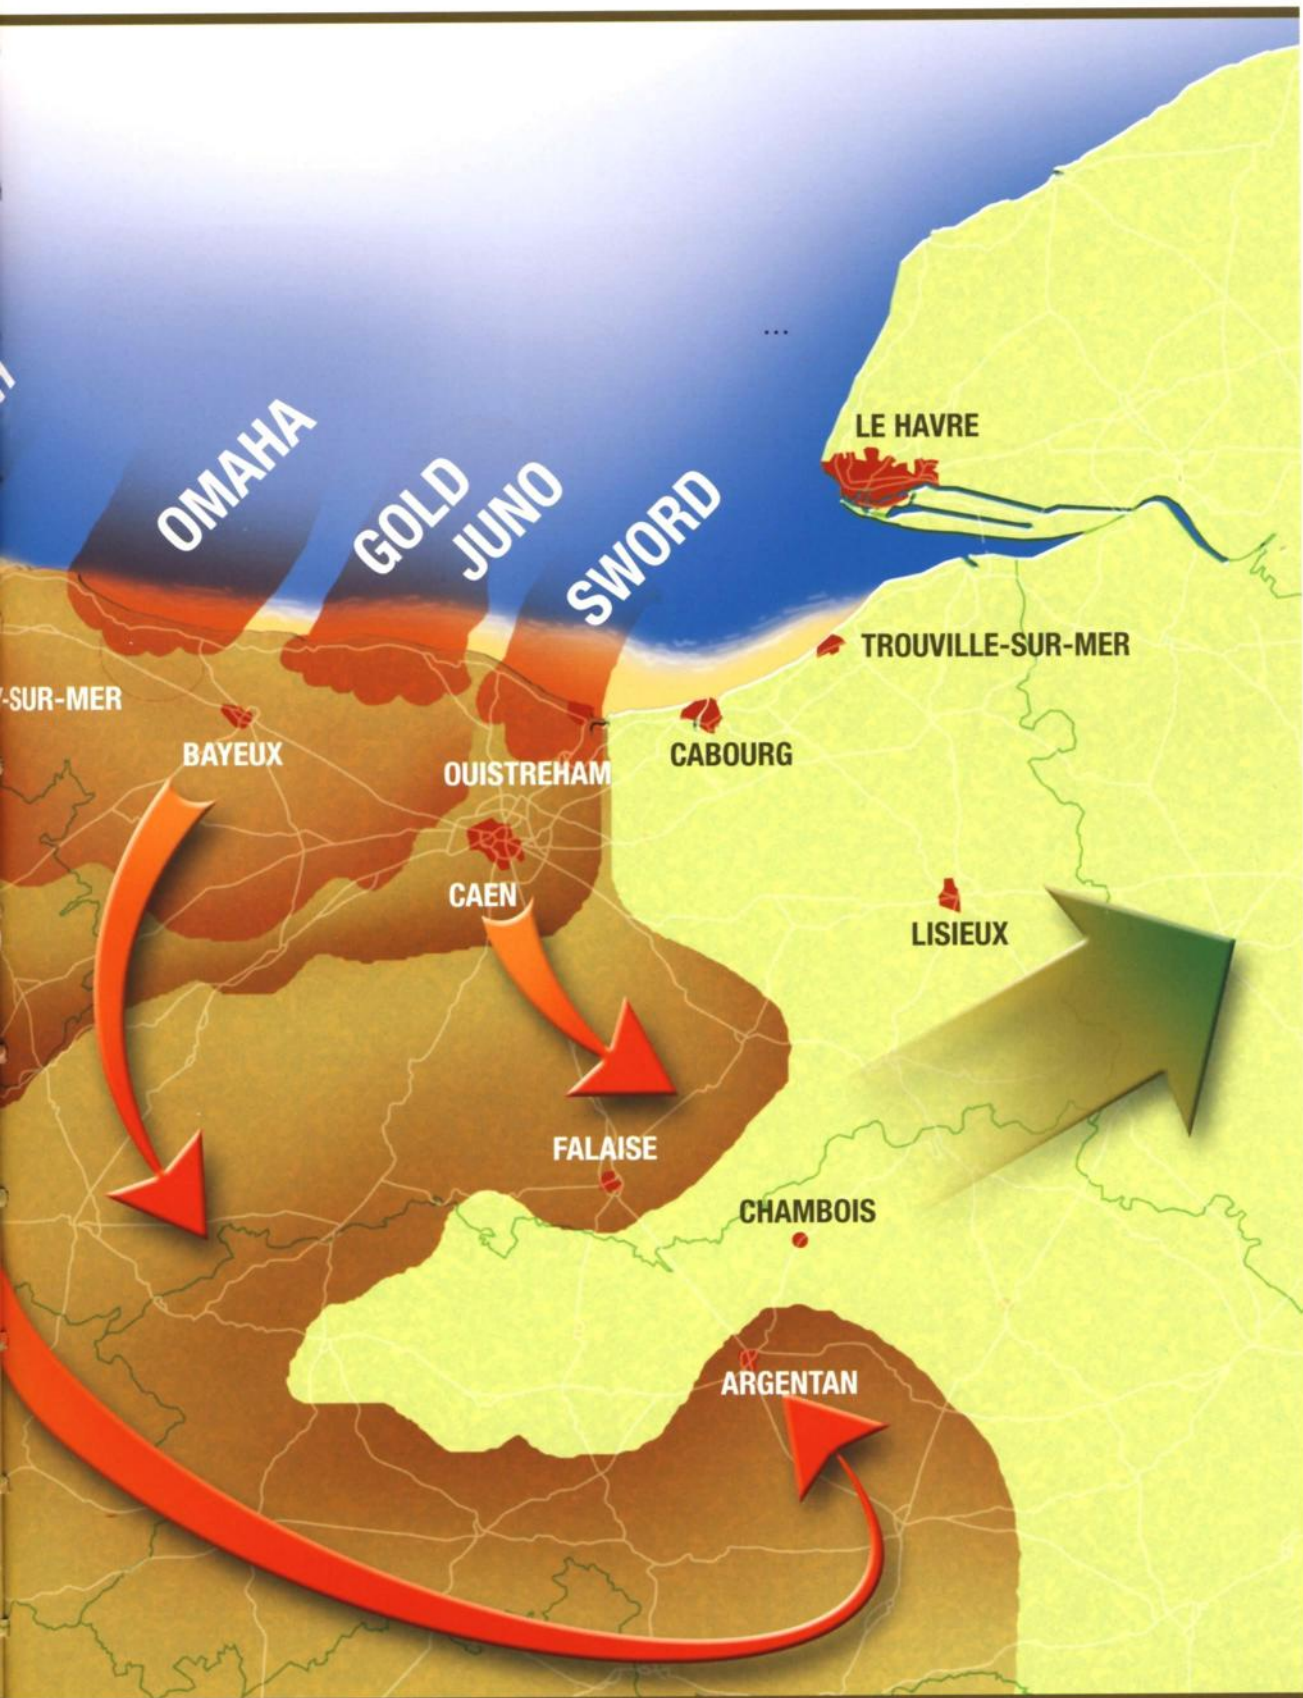 OMAHA
GOLD
JUNO
SWORD
LE HAVRE
TROUVILLE-SUR-MER
-SUR-MER
BAYEUX
CABOURG
OUISTREHAM
CAEN
LISIEUX
FALAISE
CHAMBOIS
ARGENTAN